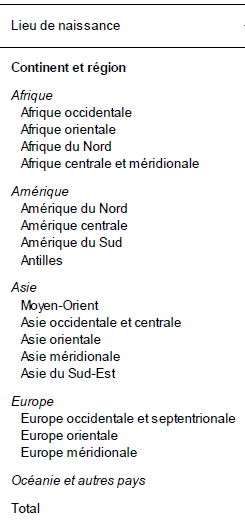 Lieu de naissance
Continent et région
Afrique
Afrique occidentale
Afrique orientale
Afrique du Nord
Afrique centrale et méridionale
Amérique
Amérique du Nord
Amérique centrale
Amérique du Sud
Antilles
Asie
Moyen-Orient
Asie occidentale et centrale
Asie orientale
Asie méridionale
Asie du Sud-Est
Europe
Europe occidentale et septentrionale
Europe orientale
Europe méridionale
Océanie et autres pays
Total